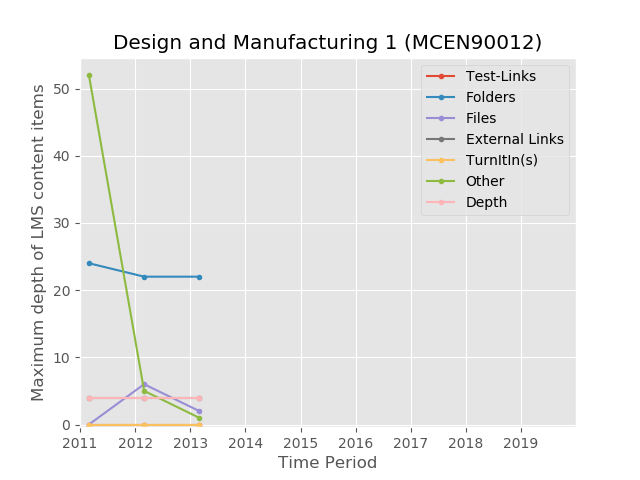 Design and Manufacturing 1 (MCEN90012)
Maximum depth of LMS content items
50
40
30
20
10
0
Test-Links
Folders
Files
External Links
TurnItIn(s)
Other
Depth
2011 2012 2013 2014 2015 2016 2017 2018 2019
Time Period